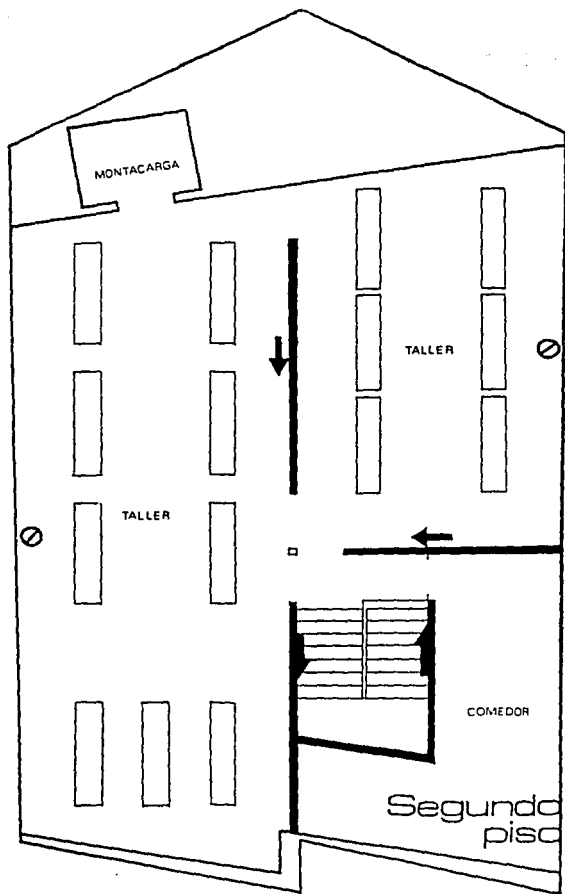 MONTACARGA
TALLER
TALLER
COMEDOR
Segundo
piso